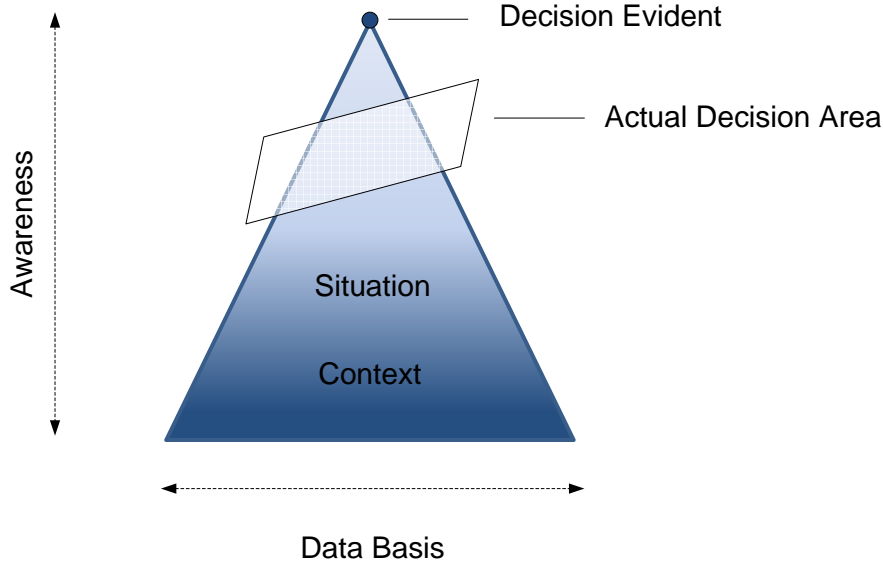 Decision Evident
Actual Decision Area
Awareness
Situation
Context
Data Basis